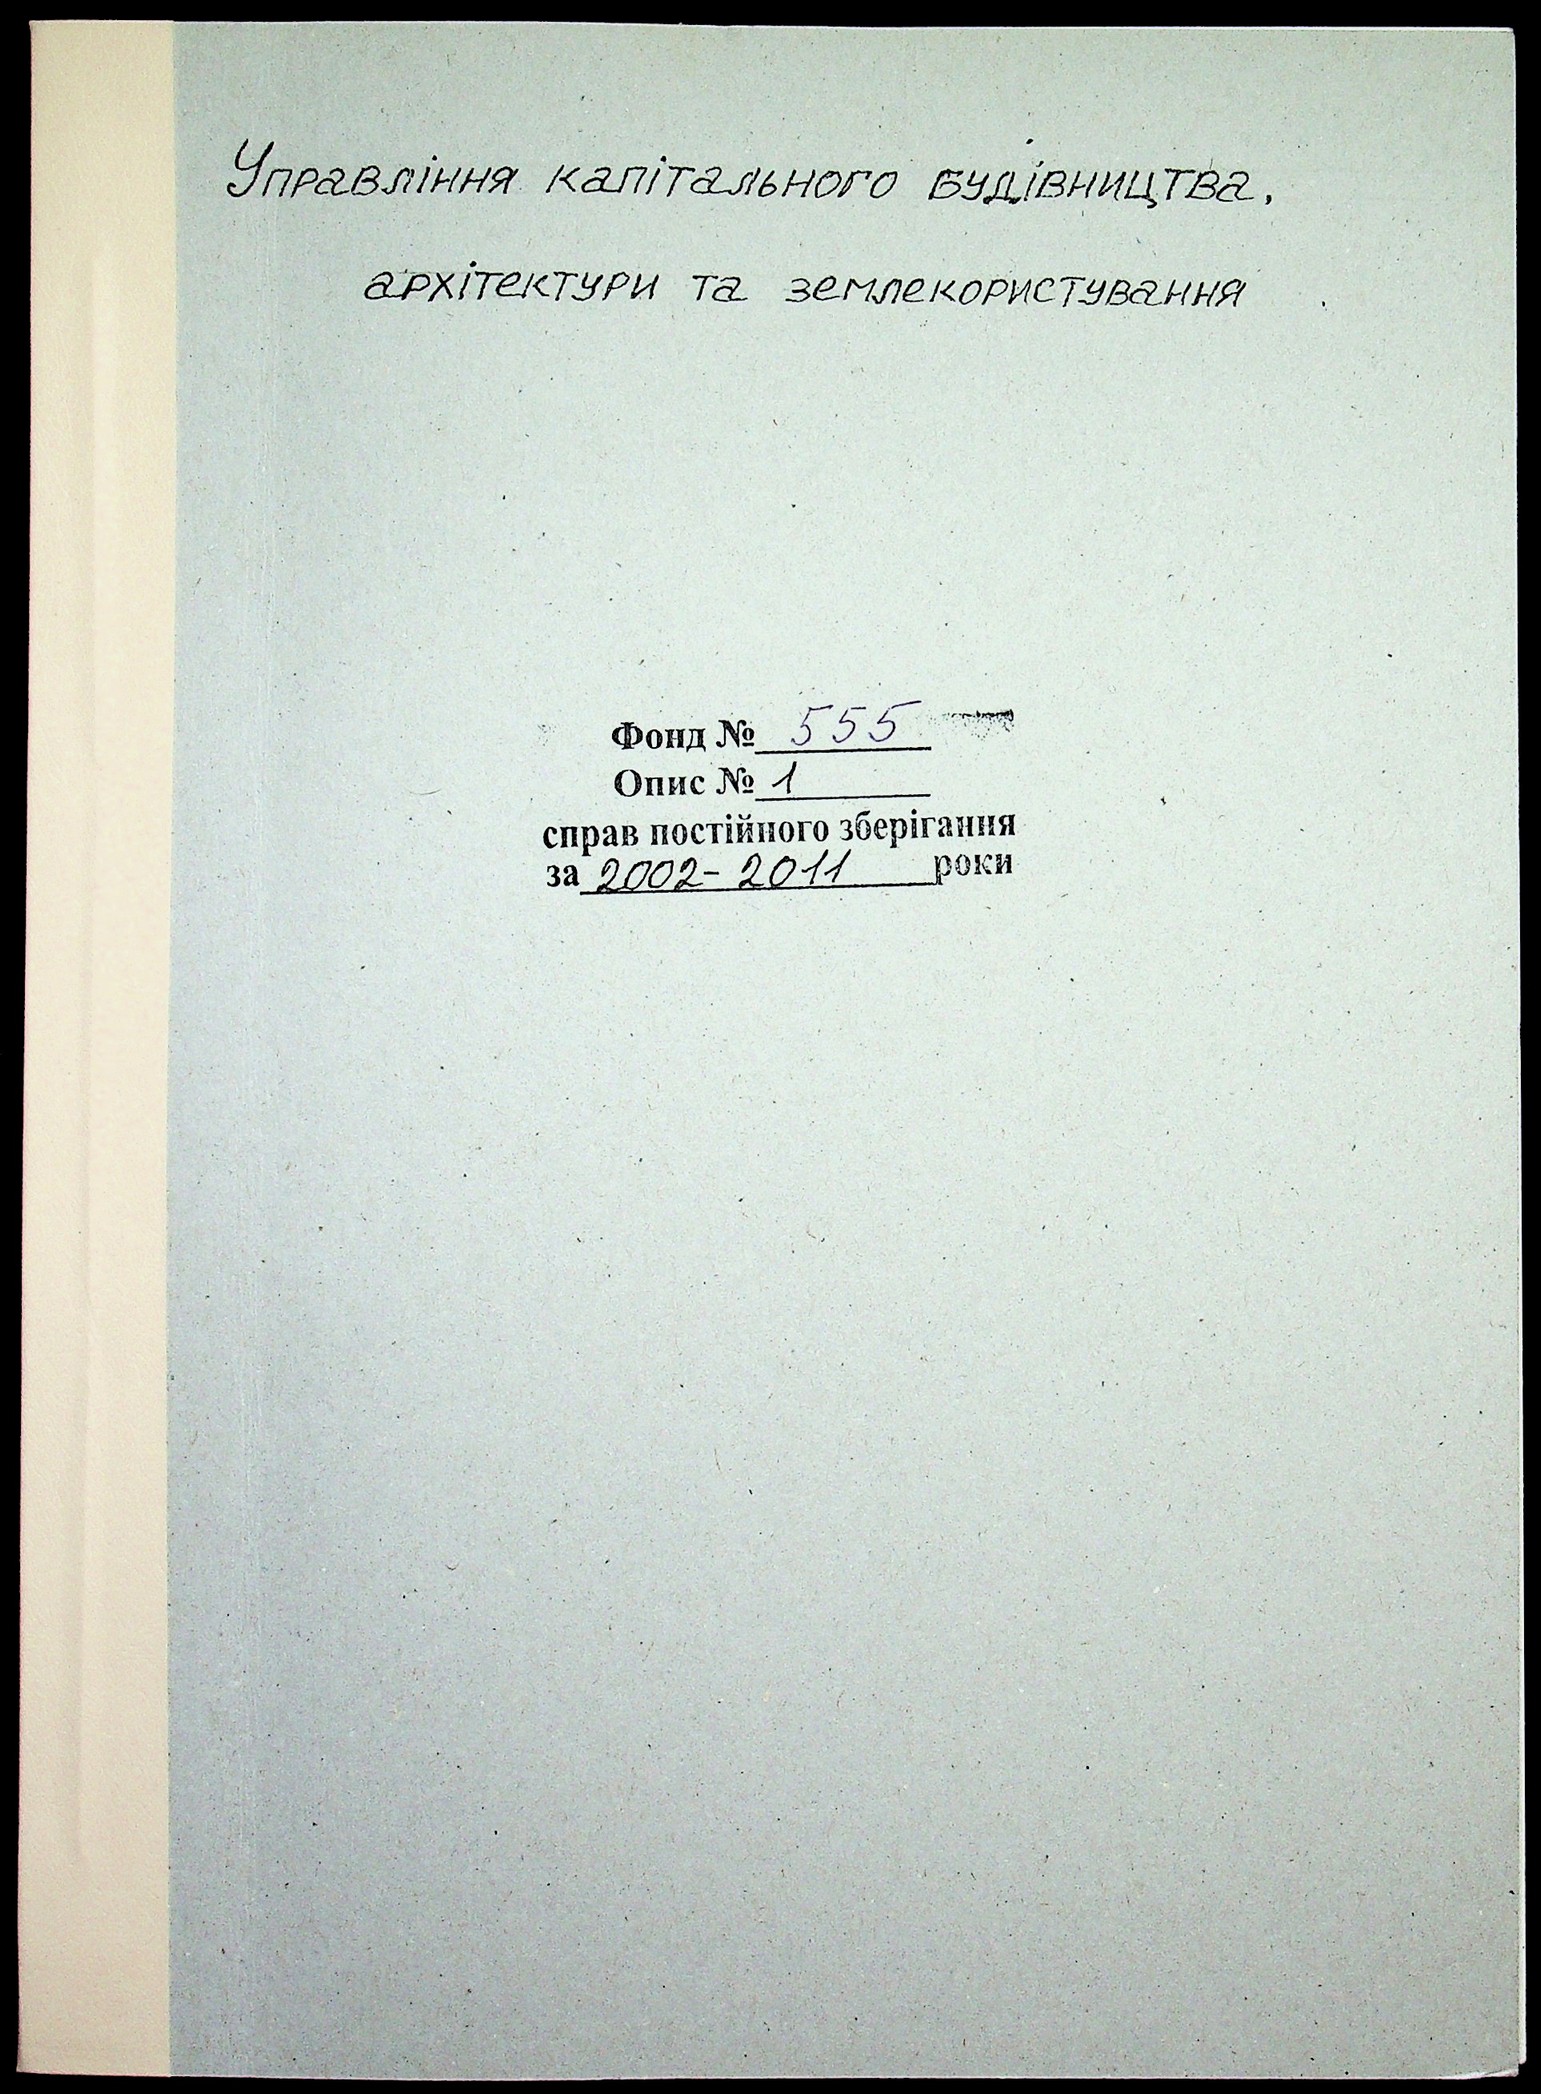 Управління капітального будівництва,
архітектури та землекористування
Фонд № 555
Опис № 1
справ постійного зберігання
за 2002-2011 роки